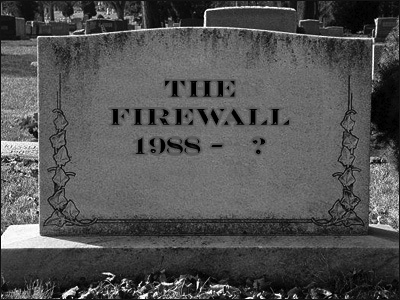 THE
FIREWALL
1988 - ?